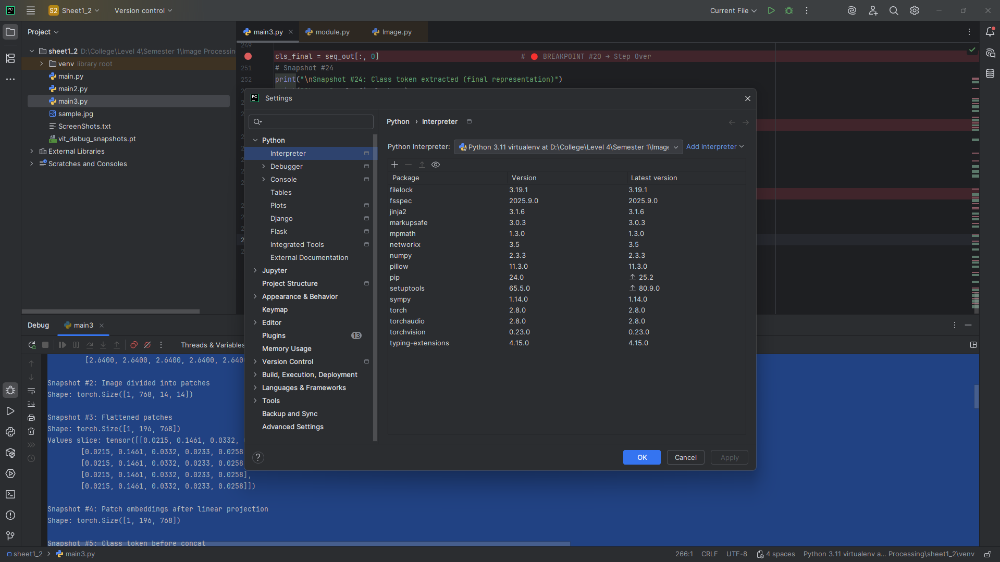 S2 Sheet1_2
Version control
Current File
Project
main3.py
module.py
Image.py
sheet1_2 D:\College\Level 4\Semester 1\Image Processin
venv library root
main.py
main2.py
main3.py
sample.jpg
ScreenShots.txt
vit_debug_snapshots.pt
External Libraries
Scratches and Consoles
249
cls_final = seq_out[:, 0] # 🔴 BREAKPOINT #20 → Step Over
251 # Snapshot #24
252 print("\nSnapshot #24: Class token extracted (final representation)")
Settings
Python
Interpreter
Debugger
Console
Tables
Plots
Django
Flask
Integrated Tools
External Documentation
Jupyter
Project Structure
Appearance & Behavior
Keymap
Editor
Plugins 13
Memory Usage
Version Control
Build, Execution, Deployment
Languages & Frameworks
Tools
Backup and Sync
Advanced Settings
Python › Interpreter
Python Interpreter: Python 3.11 virtualenv at D:\College\Level 4\Semester 1\Image Add Interpreter
Package Version Latest version
filelock 3.19.1 3.19.1
fsspec 2025.9.0 2025.9.0
jinja2 3.1.6 3.1.6
markupsafe 3.0.3 3.0.3
mpmath 1.3.0 1.3.0
networkx 3.5 3.5
numpy 2.3.3 2.3.3
pillow 11.3.0 11.3.0
pip 24.0 25.2
setuptools 65.5.0 80.9.0
sympy 1.14.0 1.14.0
torch 2.8.0 2.8.0
torchaudio 2.8.0 2.8.0
torchvision 0.23.0 0.23.0
typing-extensions 4.15.0 4.15.0
? OK Cancel Apply
Debug main3
Threads & Variables
[2.6400, 2.6400, 2.6400, 2.6400, 2.6400
Snapshot #2: Image divided into patches
Shape: torch.Size([1, 768, 14, 14])
Snapshot #3: Flattened patches
Shape: torch.Size([1, 196, 768])
Values slice: tensor([[0.0215, 0.1461, 0.0332,
[0.0215, 0.1461, 0.0332, 0.0233, 0.0258
[0.0215, 0.1461, 0.0332, 0.0233, 0.0258
[0.0215, 0.1461, 0.0332, 0.0233, 0.0258],
[0.0215, 0.1461, 0.0332, 0.0233, 0.0258]])
Snapshot #4: Patch embeddings after linear projection
Shape: torch.Size([1, 196, 768])
Snapshot #5: Class token before concat
sheet1_2 > main3.py
266:1 CRLF UTF-8 4 spaces Python 3.11 virtualenv a... Processing\sheet1_2\venv